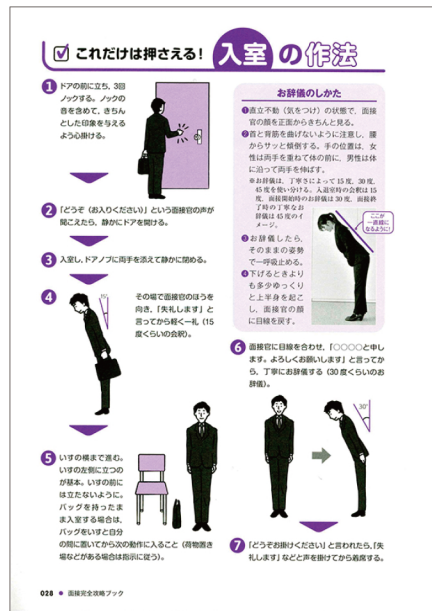 これだけは押さえる！ 入室の作法
1 ドアの前に立ち、3回
ノックする。ノックの
音を含めて、きちん
とした印象を与える
よう心掛ける。
2 「どうぞ（お入りください）」という面接官の声が
聞こえたら、静かにドアを開ける。
3 入室し、ドアノブに両手を添えて静かに閉める。
4 その場で面接官のほうを
向き、「失礼します」と
言ってから軽く一礼（15
度くらいの会釈）。
15°
5 いすの横まで進む。
いすの左側に立つの
が基本。いすの前に
は立たないように。
バッグを持ったま
ま入室する場合は、
バッグをいすと自分
の間に置いてから次の動作に入ること（荷物置き
場などがある場合は指示に従う）。
お辞儀のしかた
❶直立不動（気をつけ）の状態で、面接
官の顔を正面からきちんと見る。
❷首と背筋を曲げないように注意し、腰
からサッと傾倒する。手の位置は、女
性は両手を重ねて体の前に、男性は体
に沿って両手を伸ばす。
※お辞儀は、丁寧さによって15度、30度、
45度を使い分ける。入退室時の会釈は15
度、面接開始時のお辞儀は30度、面接終
了時の丁寧なお
辞儀は45度のイ
メージ。
ここが
一直線に
なるように！
❸お辞儀したら、
そのままの姿勢
で一呼吸止める。
❹下げるときより
も多少ゆっくり
と上半身を起こ
し、面接官の顔
に目線を戻す。
6 面接官に目線を合わせ、「○○○○と申し
ます。よろしくお願いします」と言ってか
ら、丁寧にお辞儀する（30度くらいのお
辞儀）。
30°
7 「どうぞお掛けください」と言われたら、「失
礼します」などと声を掛けてから着席する。
028 ● 面接完全攻略ブック